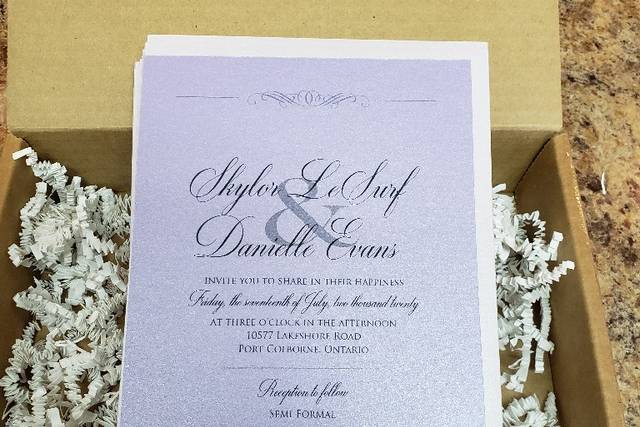 Skylor LeSurf
&
Danielle Evans
INVITE YOU TO SHARE IN THEIR HAPPINESS
Friday, the seventeenth of July, two thousand twenty
AT THREE O'CLOCK IN THE AFTERNOON
10577 LAKESHORE ROAD
PORT COLBORNE, ONTARIO
Reception to follow
SEMI FORMAL